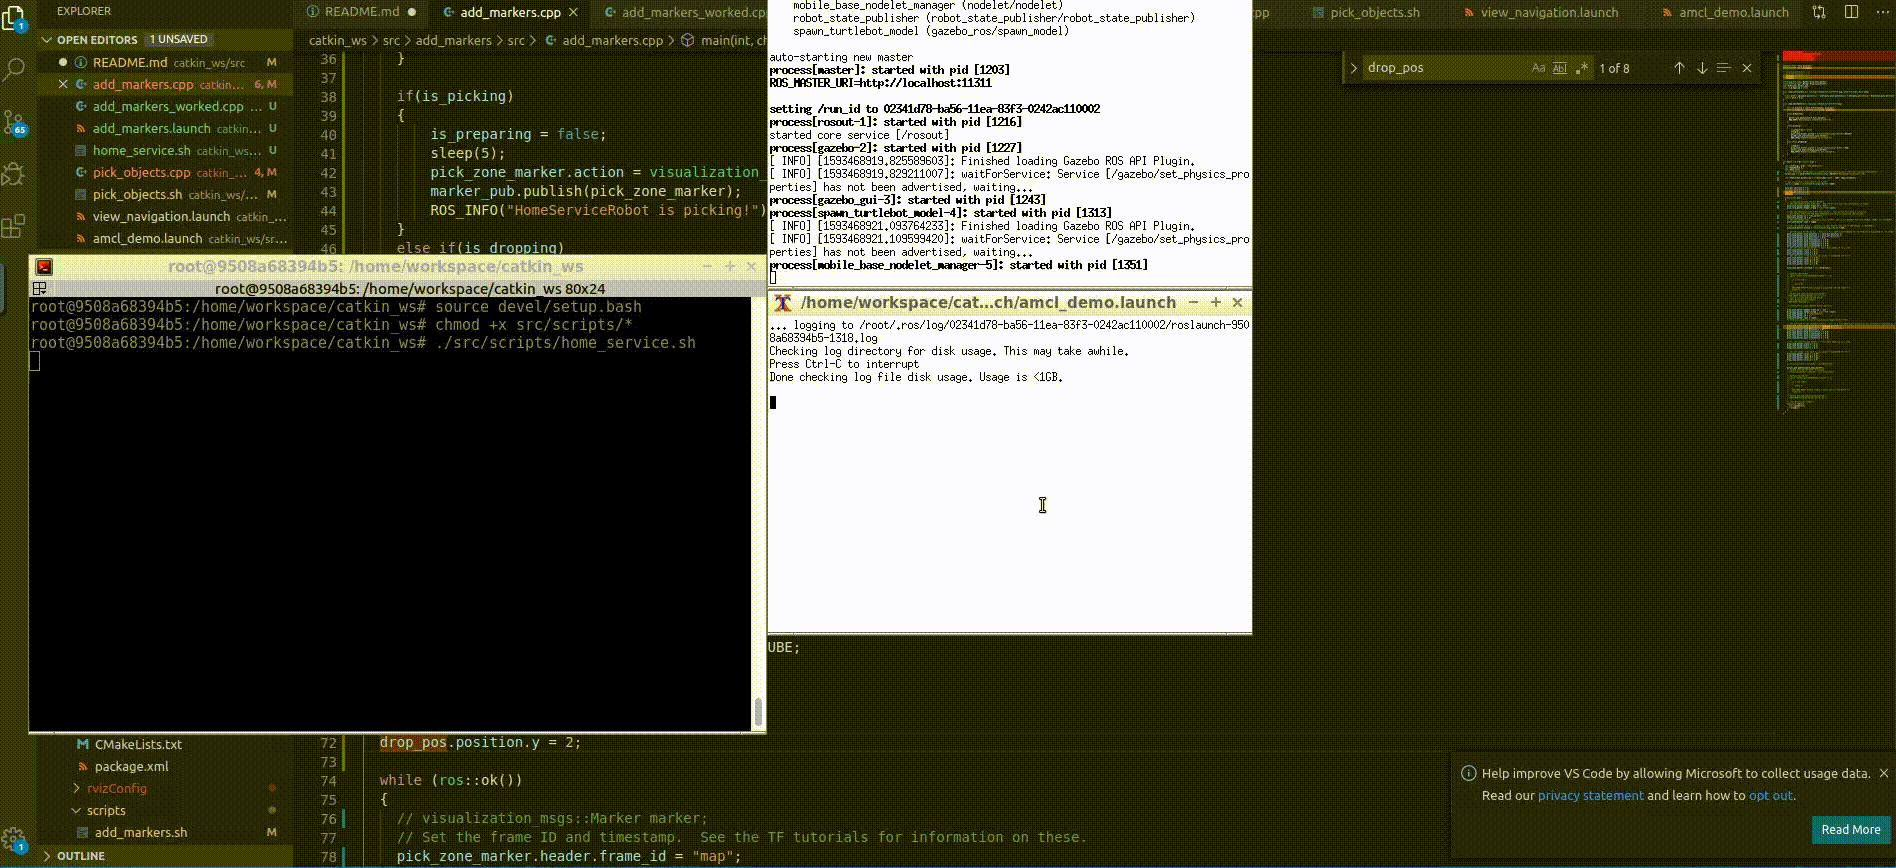 EXPLORER
OPEN EDITORS 1 UNSAVED
README.md catkin_ws/src M
add_markers.cpp catkin... 6, M
add_markers_worked.cpp ... U
add_markers.launch catkin... U
home_service.sh catkin_ws... U
pick_objects.cpp catkin_... 4, M
pick_objects.sh catkin_ws/... M
view_navigation.launch catkin_...
amcl_demo.launch catkin_ws/sr...
README.md
add_markers.cpp
add_markers_worked.cp
pp
pick_objects.sh
view_navigation.launch
amcl_demo.launch
catkin_ws > src > add_markers > src > add_markers.cpp > main(int, ch
36 }
37
38 if(is_picking)
39 {
40 is_preparing = false;
41 sleep(5);
42 pick_zone_marker.action = visualization_
43 marker_pub.publish(pick_zone_marker);
44 ROS_INFO("HomeServiceRobot is picking!")
45 }
46 else if(is_dropping)
drop_pos
Aa Abl .*
1 of 8
mobile_base_nodelet_manager (nodelet/nodelet)
robot_state_publisher (robot_state_publisher/robot_state_publisher)
spawn_turtlebot_model (gazebo_ros/spawn_model)
auto-starting new master
process[master]: started with pid [1203]
ROS_MASTER_URI=http://localhost:11311
setting /run_id to 02341d78-ba56-11ea-83f3-0242ac110002
process[rosout-1]: started with pid [1216]
started core service [/rosout]
process[gazebo-2]: started with pid [1227]
[ INFO] [1593468919.825589603]: Finished loading Gazebo ROS API Plugin.
[ INFO] [1593468919.829211007]: waitForService: Service [/gazebo/set_physics_pro
perties] has not been advertised, waiting...
process[gazebo_gui-3]: started with pid [1243]
process[spawn_turtlebot_model-4]: started with pid [1313]
[ INFO] [1593468921.093764233]: Finished loading Gazebo ROS API Plugin.
[ INFO] [1593468921.109599420]: waitForService: Service [/gazebo/set_physics_pro
perties] has not been advertised, waiting...
process[mobile_base_nodelet_manager-5]: started with pid [1351]
root@9508a68394b5: /home/workspace/catkin_ws
root@9508a68394b5: /home/workspace/catkin_ws 80x24
root@9508a68394b5:/home/workspace/catkin_ws# source devel/setup.bash
root@9508a68394b5:/home/workspace/catkin_ws# chmod +x src/scripts/*
root@9508a68394b5:/home/workspace/catkin_ws# ./src/scripts/home_service.sh
/home/workspace/cat...ch/amcl_demo.launch
... logging to /root/.ros/log/02341d78-ba56-11ea-83f3-0242ac110002/roslaunch-950
8a68394b5-1318.log
Checking log directory for disk usage. This may take awhile.
Press Ctrl-C to interrupt
Done checking log file disk usage. Usage is <1GB.
UBE;
CMakeLists.txt
package.xml
rvizConfig
scripts
add_markers.sh M
OUTLINE
72 drop_pos.position.y = 2;
73
74 while (ros::ok())
75 {
76 // visualization_msgs::Marker marker;
77 // Set the frame ID and timestamp. See the TF tutorials for information on these.
78 pick_zone_marker.header.frame_id = "map";
Help improve VS Code by allowing Microsoft to collect usage data.
Read our privacy statement and learn how to opt out.
Read More
1
65
1